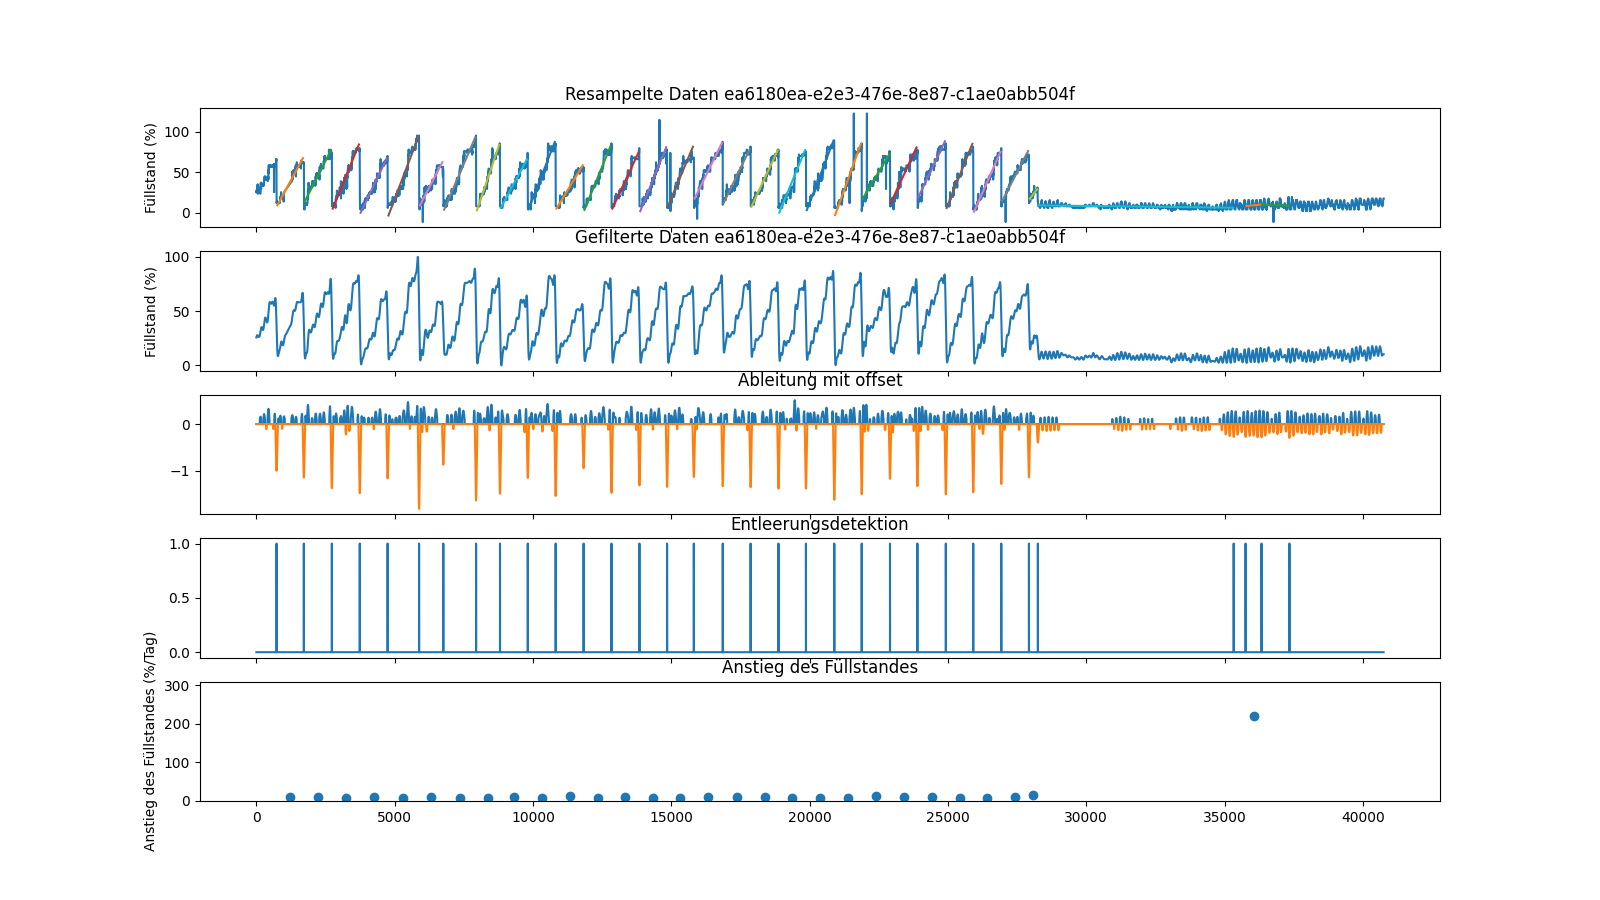 Resampelte Daten ea6180ea-e2e3-476e-8e87-c1ae0abb504f
Füllstand (%)
100
50
0
Gefilterte Daten ea6180ea-e2e3-476e-8e87-c1ae0abb504f
Füllstand (%)
100
50
0
Ableitung mit offset
0
−1
Entleerungsdetektion
1.0
0.5
0.0
Anstieg des Füllstandes
Anstieg des Füllstandes (%/Tag)
300
200
100
0
0 5000 10000 15000 20000 25000 30000 35000 40000